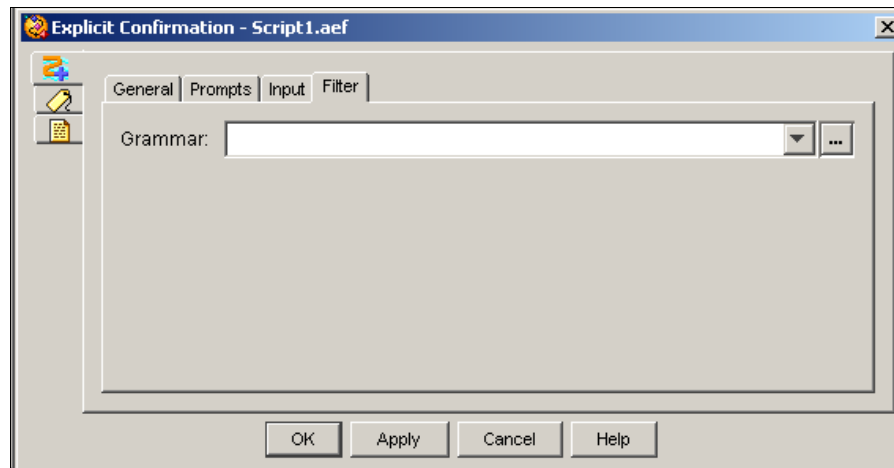 Explicit Confirmation - Script1.aef
General Prompts Input Filter
Grammar:
...
OK Apply Cancel Help